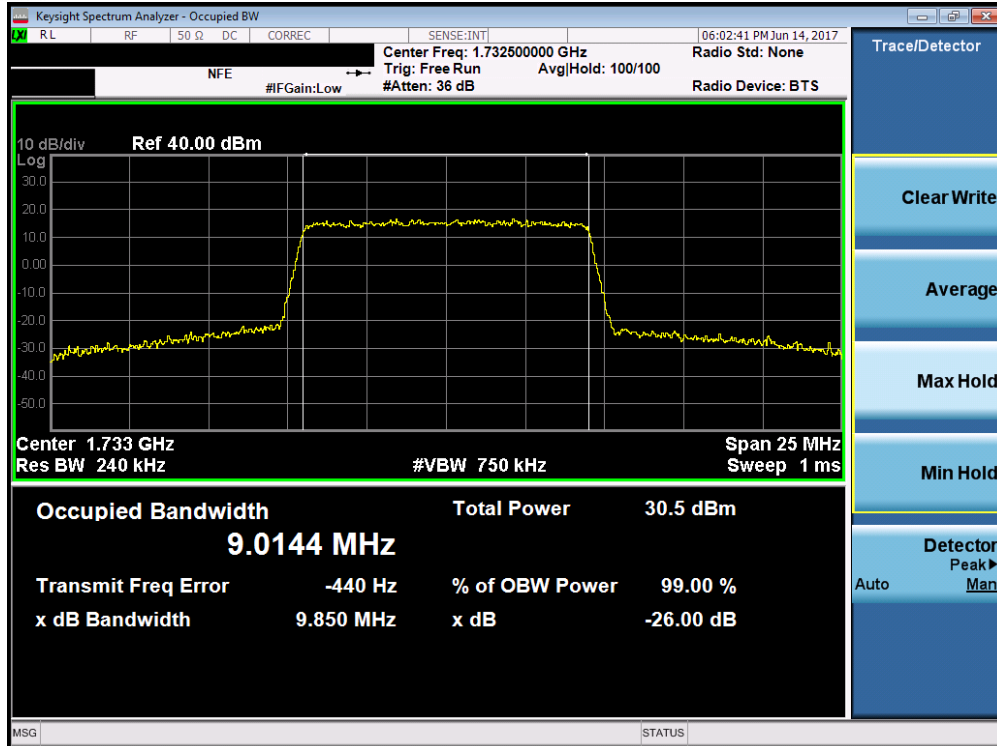 Keysight Spectrum Analyzer - Occupied BW
LXI RL RF 50 Ω DC CORREC SENSE:INT 06:02:41 PM Jun 14, 2017
Center Freq: 1.732500000 GHz Radio Std: None
NFE Trig: Free Run Avg|Hold: 100/100
#IFGain:Low #Atten: 36 dB Radio Device: BTS
Trace/Detector
10 dB/div Ref 40.00 dBm
Log
30.0
20.0
10.0
0.00
-10.0
-20.0
-30.0
-40.0
-50.0
Center 1.733 GHz Span 25 MHz
Res BW 240 kHz #VBW 750 kHz Sweep 1 ms
Occupied Bandwidth Total Power 30.5 dBm
9.0144 MHz
Transmit Freq Error -440 Hz % of OBW Power 99.00 %
x dB Bandwidth 9.850 MHz x dB -26.00 dB
Clear Write
Average
Max Hold
Min Hold
Detector
Peak▶
Auto Man
MSG STATUS